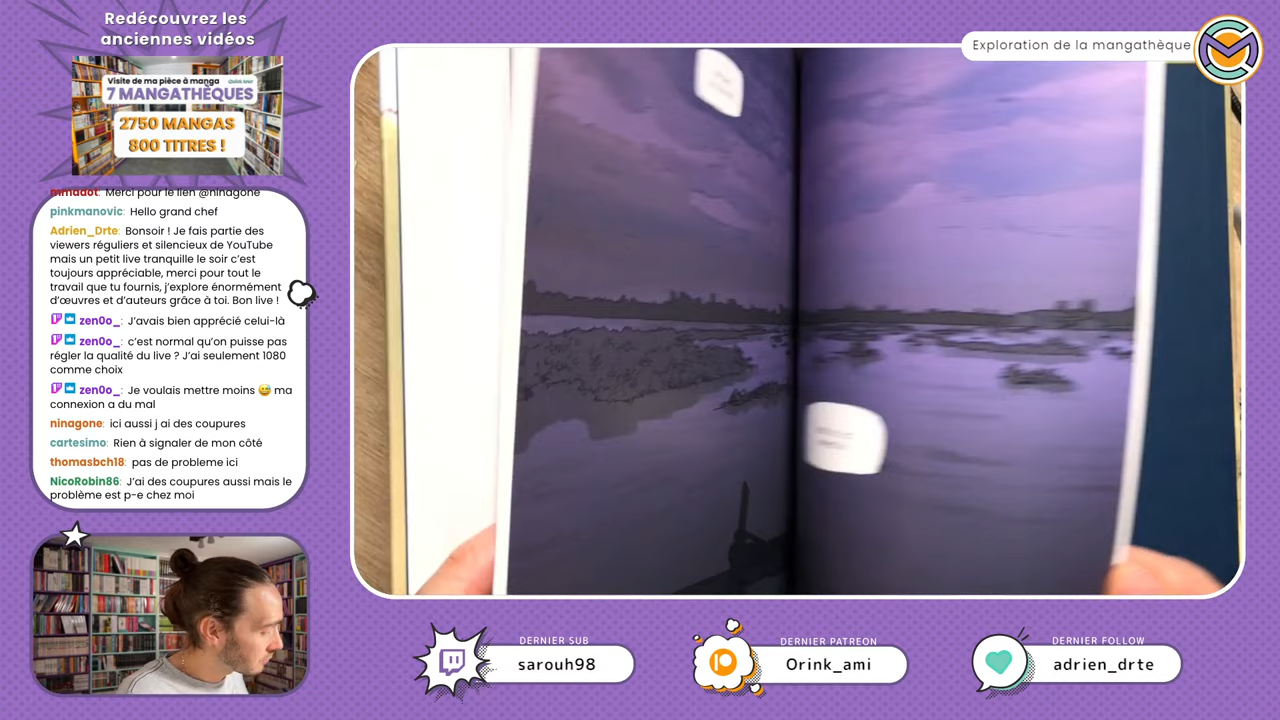 Redécouvrez les
anciennes vidéos
Visite de ma pièce à manga
Quick tour
7 MANGATHÈQUES
2750 MANGAS
800 TITRES !
mmadot: Merci pour le lien @ninagone
pinkmanovic: Hello grand chef
Adrien_Drte: Bonsoir ! Je fais partie des
viewers réguliers et silencieux de YouTube
mais un petit live tranquille le soir c'est
toujours appréciable, merci pour tout le
travail que tu fournis, j'explore énormément
d'œuvres et d'auteurs grâce à toi. Bon live !
zen0o_: J'avais bien apprécié celui-là
zen0o_: c'est normal qu'on puisse pas
régler la qualité du live ? J'ai seulement 1080
comme choix
zen0o_: Je voulais mettre moins 😅 ma
connexion a du mal
ninagone: ici aussi j ai des coupures
cartesimo: Rien à signaler de mon côté
thomasbch18: pas de probleme ici
NicoRobin86: J'ai des coupures aussi mais le
problème est p-e chez moi
Exploration de la mangathèque
DERNIER SUB
sarouh98
DERNIER PATREON
Orink_ami
DERNIER FOLLOW
adrien_drte